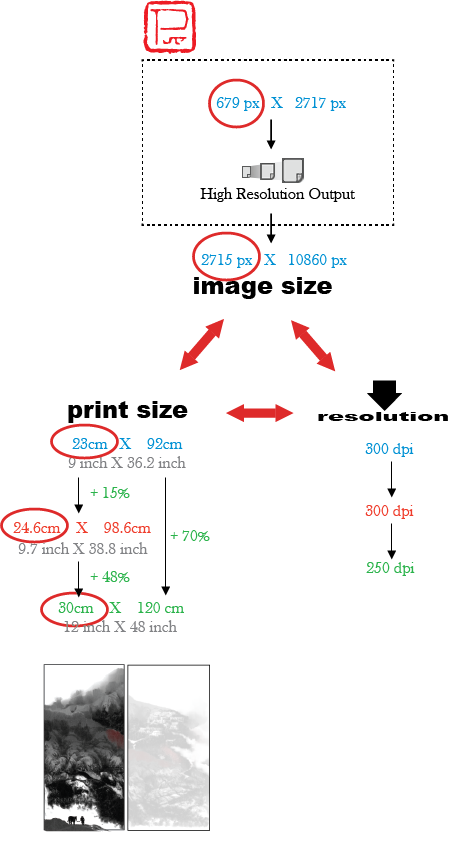 679 px X 2717 px
High Resolution Output
2715 px X 10860 px
image size
print size
resolution
23cm X 92cm
9 inch X 36.2 inch
300 dpi
+ 15%
24.6cm X 98.6cm
9.7 inch X 38.8 inch
300 dpi
+ 70%
+ 48%
250 dpi
30cm X 120 cm
12 inch X 48 inch